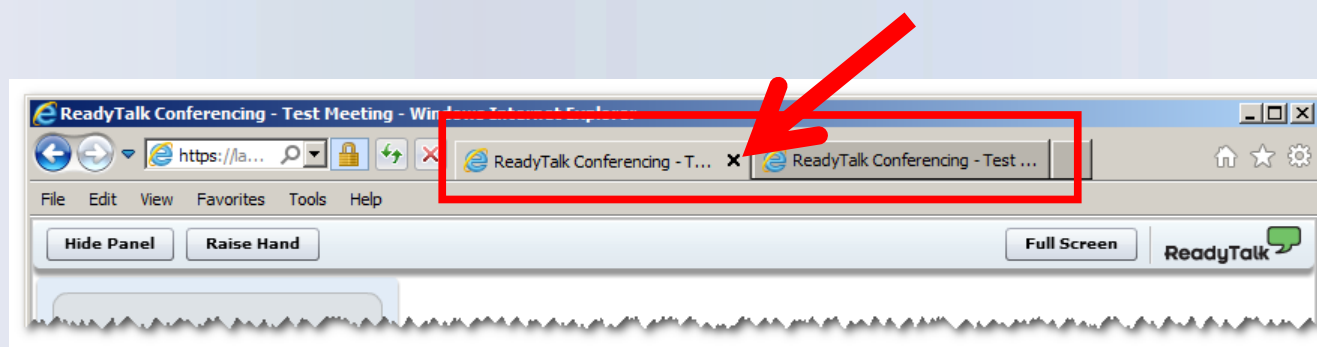 ReadyTalk Conferencing - Test Meeting - Windows Internet Explorer
https://la... ReadyTalk Conferencing - T... ReadyTalk Conferencing - Test ...
File Edit View Favorites Tools Help
Hide Panel Raise Hand Full Screen ReadyTalk